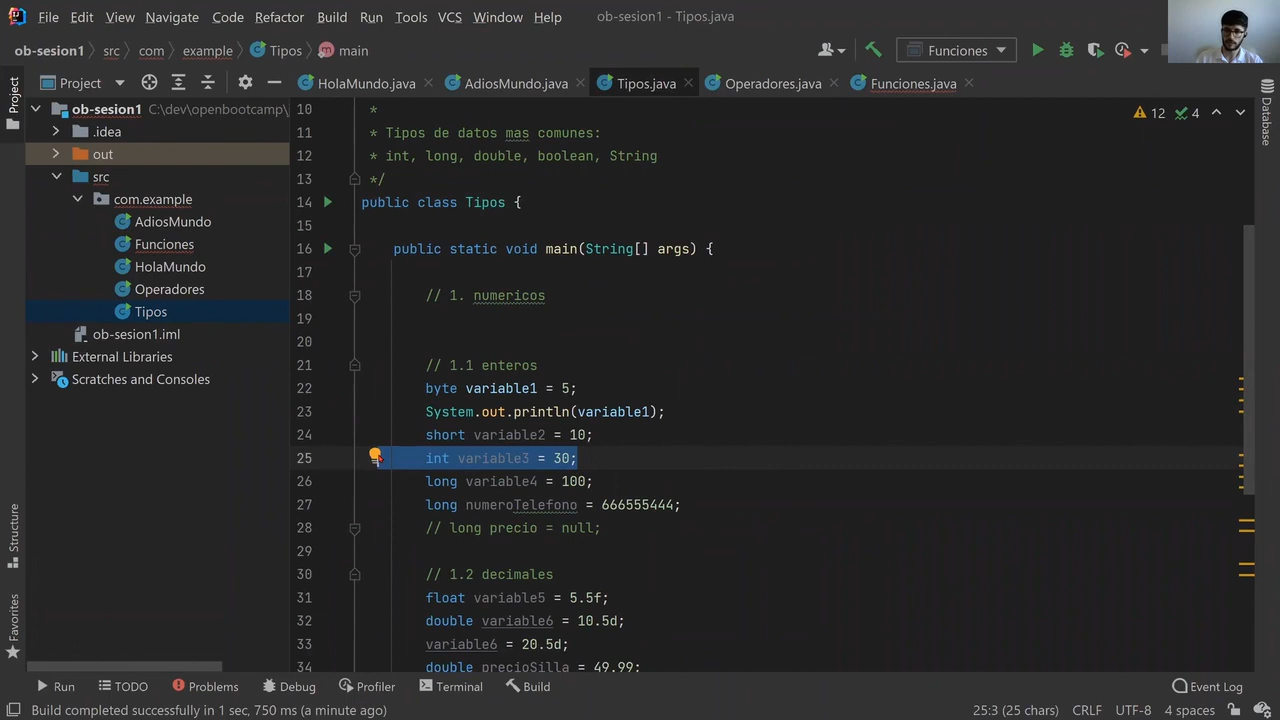 File Edit View Navigate Code Refactor Build Run Tools VCS Window Help ob-sesion1 - Tipos.java
ob-sesion1 src com example Tipos main Funciones
Project HolaMundo.java AdiosMundo.java Tipos.java Operadores.java Funciones.java
Project
Database
ob-sesion1 C:\dev\openbootcamp\
.idea
out
src
com.example
AdiosMundo
Funciones
HolaMundo
Operadores
Tipos
ob-sesion1.iml
External Libraries
Scratches and Consoles
12 4
10 *
11 * Tipos de datos mas comunes:
12 * int, long, double, boolean, String
13 */
14 public class Tipos {
15
16 public static void main(String[] args) {
17
18 // 1. numericos
19
20
21 // 1.1 enteros
22 byte variable1 = 5;
23 System.out.println(variable1);
24 short variable2 = 10;
25 int variable3 = 30;
26 long variable4 = 100;
27 long numeroTelefono = 666555444;
28 // long precio = null;
29
30 // 1.2 decimales
31 float variable5 = 5.5f;
32 double variable6 = 10.5d;
33 variable6 = 20.5d;
34 double precioSilla = 49.99;
Structure
Favorites
Run TODO Problems Debug Profiler Terminal Build Event Log
Build completed successfully in 1 sec, 750 ms (a minute ago) 25:3 (25 chars) CRLF UTF-8 4 spaces